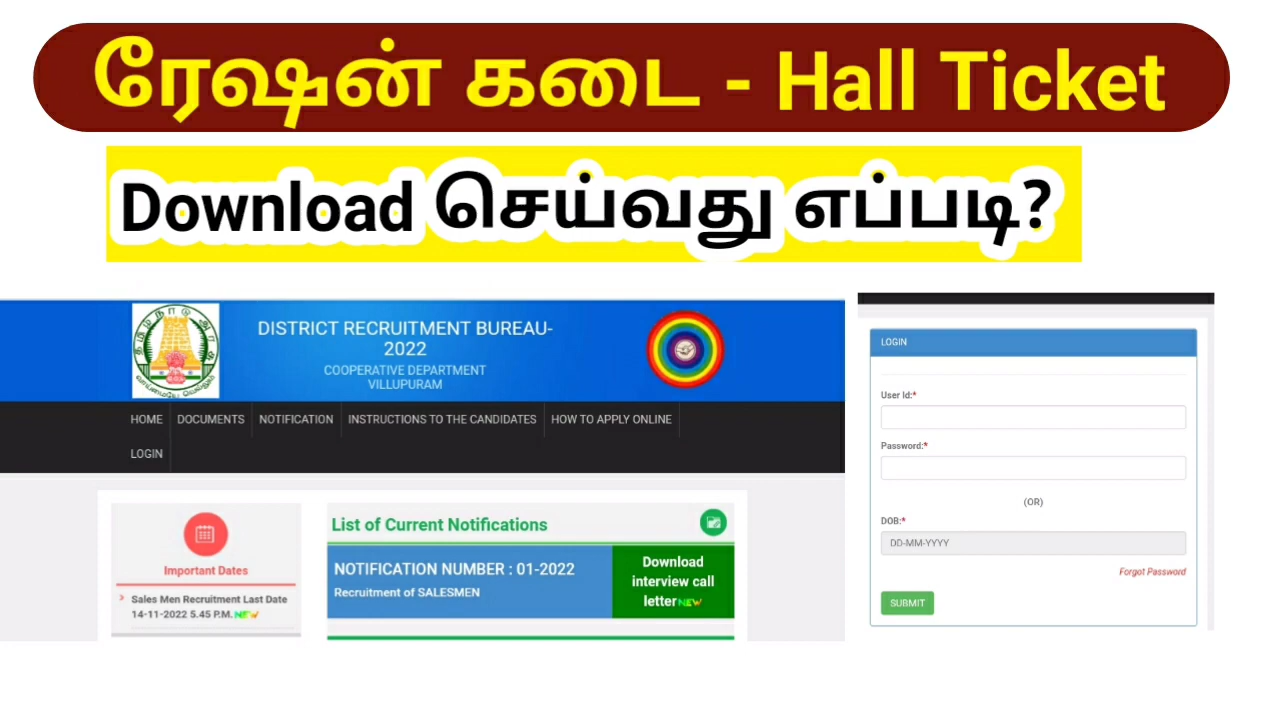 ரேஷன் கடை - Hall Ticket
Download செய்வது எப்படி?
DISTRICT RECRUITMENT BUREAU-
2022
COOPERATIVE DEPARTMENT
VILLUPURAM
HOME DOCUMENTS NOTIFICATION INSTRUCTIONS TO THE CANDIDATES HOW TO APPLY ONLINE
LOGIN
Important Dates
Sales Men Recruitment Last Date
14-11-2022 5.45 P.M. NEW
List of Current Notifications
NOTIFICATION NUMBER : 01-2022
Recruitment of SALESMEN
Download
interview call
letter NEW
LOGIN
User Id:*
Password:*
(OR)
DOB:*
DD-MM-YYYY
Forgot Password
SUBMIT